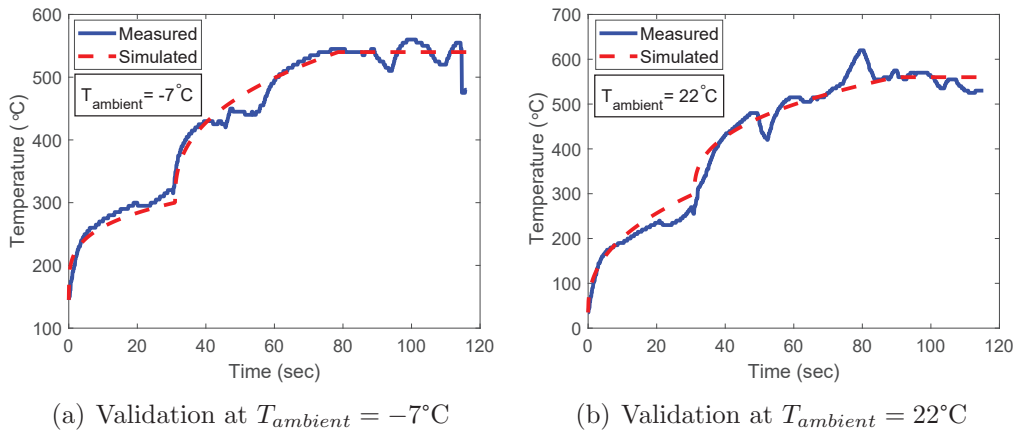 600
500
400
300
200
100
Temperature (°C)
Measured
Simulated
T_ambient = -7°C
0 20 40 60 80 100 120
Time (sec)
700
600
500
400
300
200
100
0
Temperature (°C)
Measured
Simulated
T_ambient = 22°C
0 20 40 60 80 100 120
Time (sec)
(a) Validation at T_ambient = −7°C
(b) Validation at T_ambient = 22°C